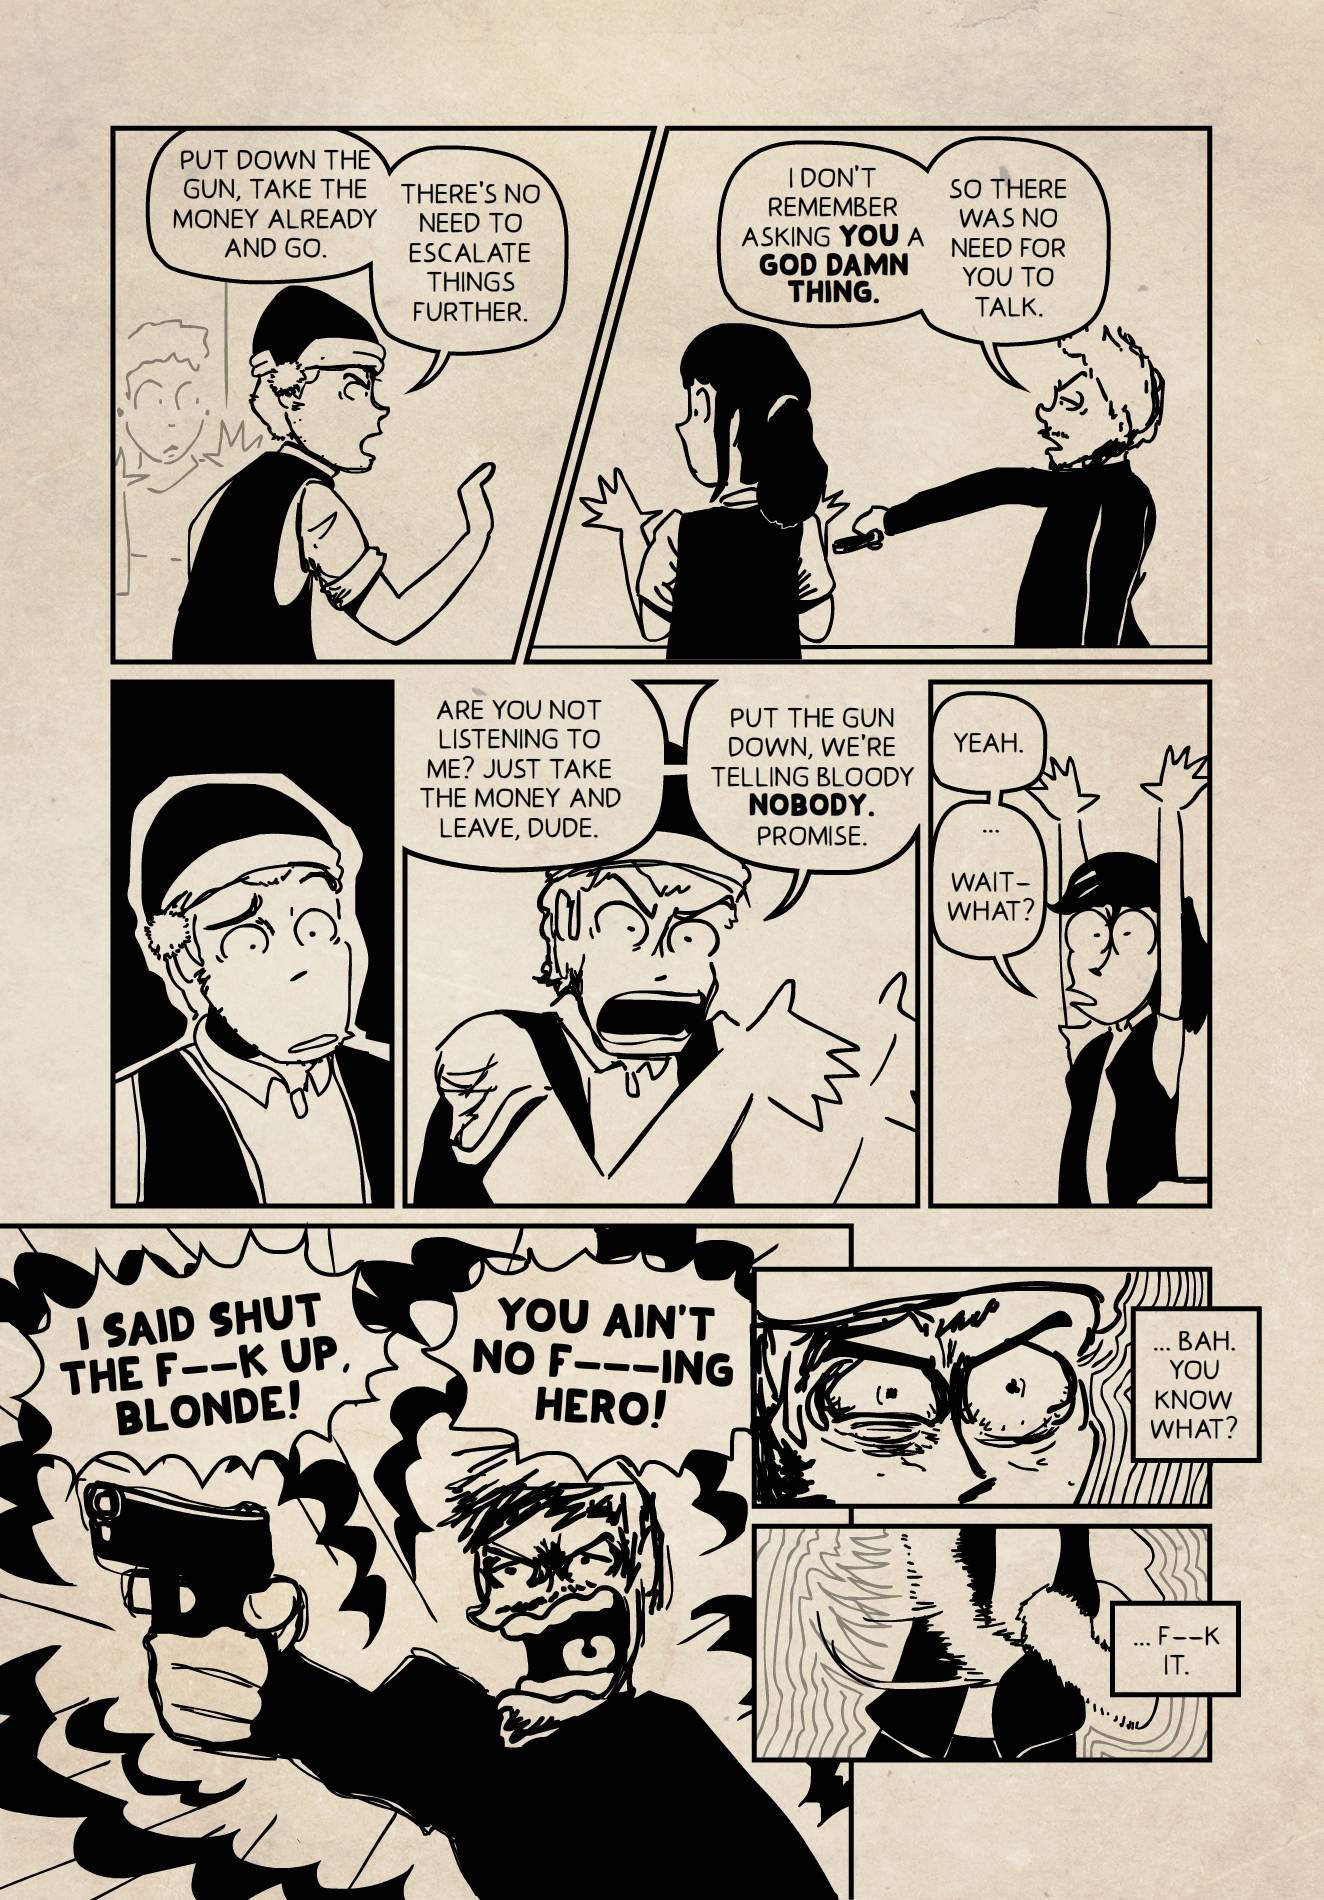 PUT DOWN THE
GUN, TAKE THE
MONEY ALREADY
AND GO.
THERE'S NO
NEED TO
ESCALATE
THINGS
FURTHER.
I DON'T
REMEMBER
ASKING YOU A
GOD DAMN
THING.
SO THERE
WAS NO
NEED FOR
YOU TO
TALK.
ARE YOU NOT
LISTENING TO
ME? JUST TAKE
THE MONEY AND
LEAVE, DUDE.
PUT THE GUN
DOWN, WE'RE
TELLING BLOODY
NOBODY.
PROMISE.
YEAH.
...
WAIT–
WHAT?
I SAID SHUT
THE F––K UP,
BLONDE!
YOU AIN'T
NO F–––ING
HERO!
... BAH.
YOU
KNOW
WHAT?
... F––K
IT.